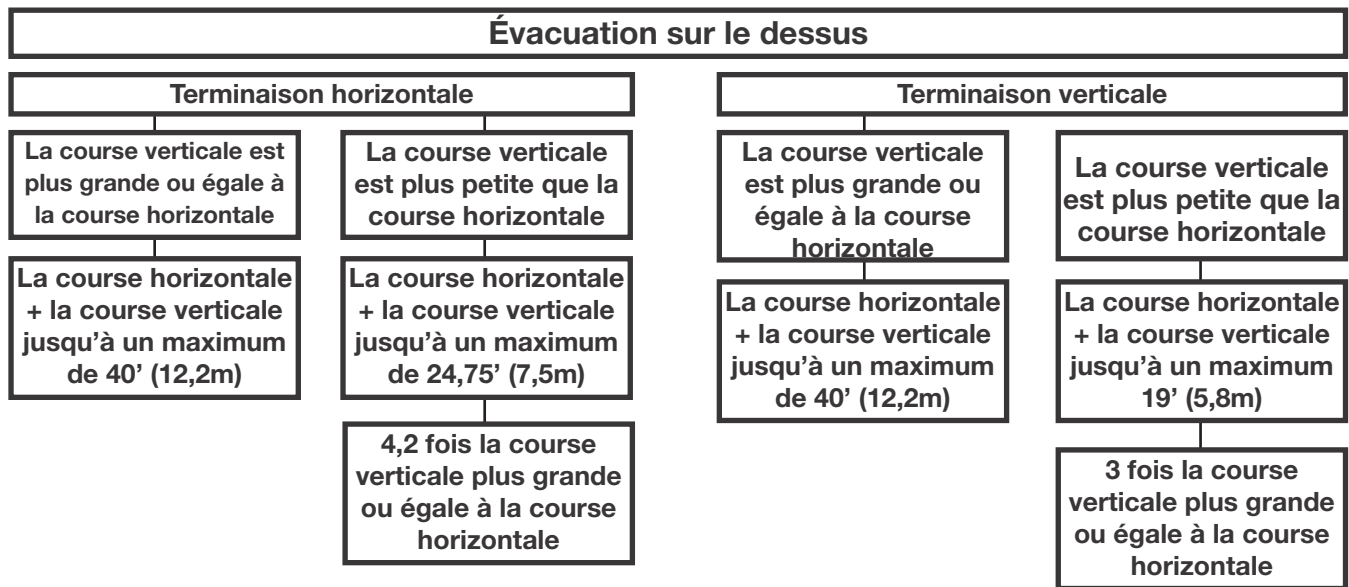 Évacuation sur le dessus
Terminaison horizontale
La course verticale est
plus grande ou égale à
la course horizontale
La course horizontale
+ la course verticale
jusqu'à un maximum
de 40' (12,2m)
La course verticale
est plus petite que la
course horizontale
La course horizontale
+ la course verticale
jusqu'à un maximum
de 24,75' (7,5m)
4,2 fois la course
verticale plus grande
ou égale à la course
horizontale
Terminaison verticale
La course verticale
est plus grande ou
égale à la course
horizontale
La course horizontale
+ la course verticale
jusqu'à un maximum
de 40' (12,2m)
La course verticale
est plus petite que la
course horizontale
La course horizontale
+ la course verticale
jusqu'à un maximum
19' (5,8m)
3 fois la course
verticale plus grande
ou égale à la course
horizontale